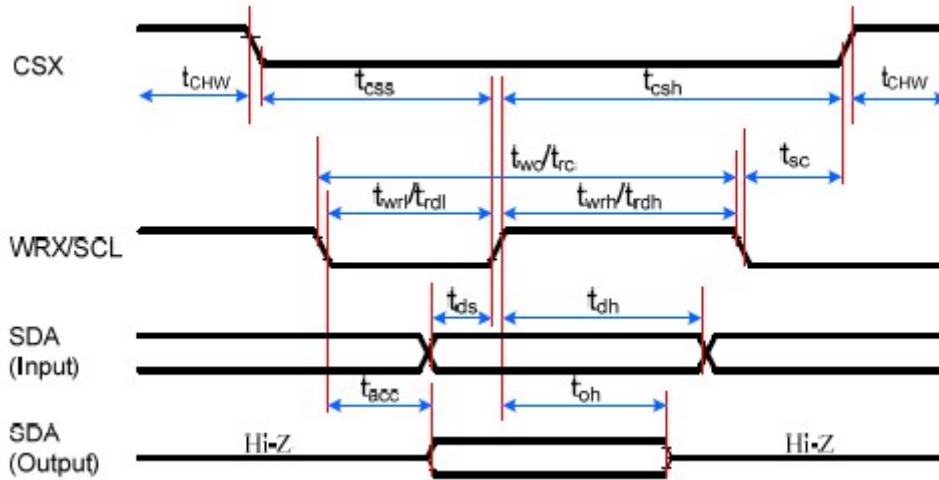 CSX
tCHW
tcss
tcsh
tCHW
twc/trc
tsc
twrl/trdl
twrh/trdh
WRX/SCL
tds
tdh
SDA
(Input)
tacc
toh
SDA
(Output)
Hi-Z
Hi-Z